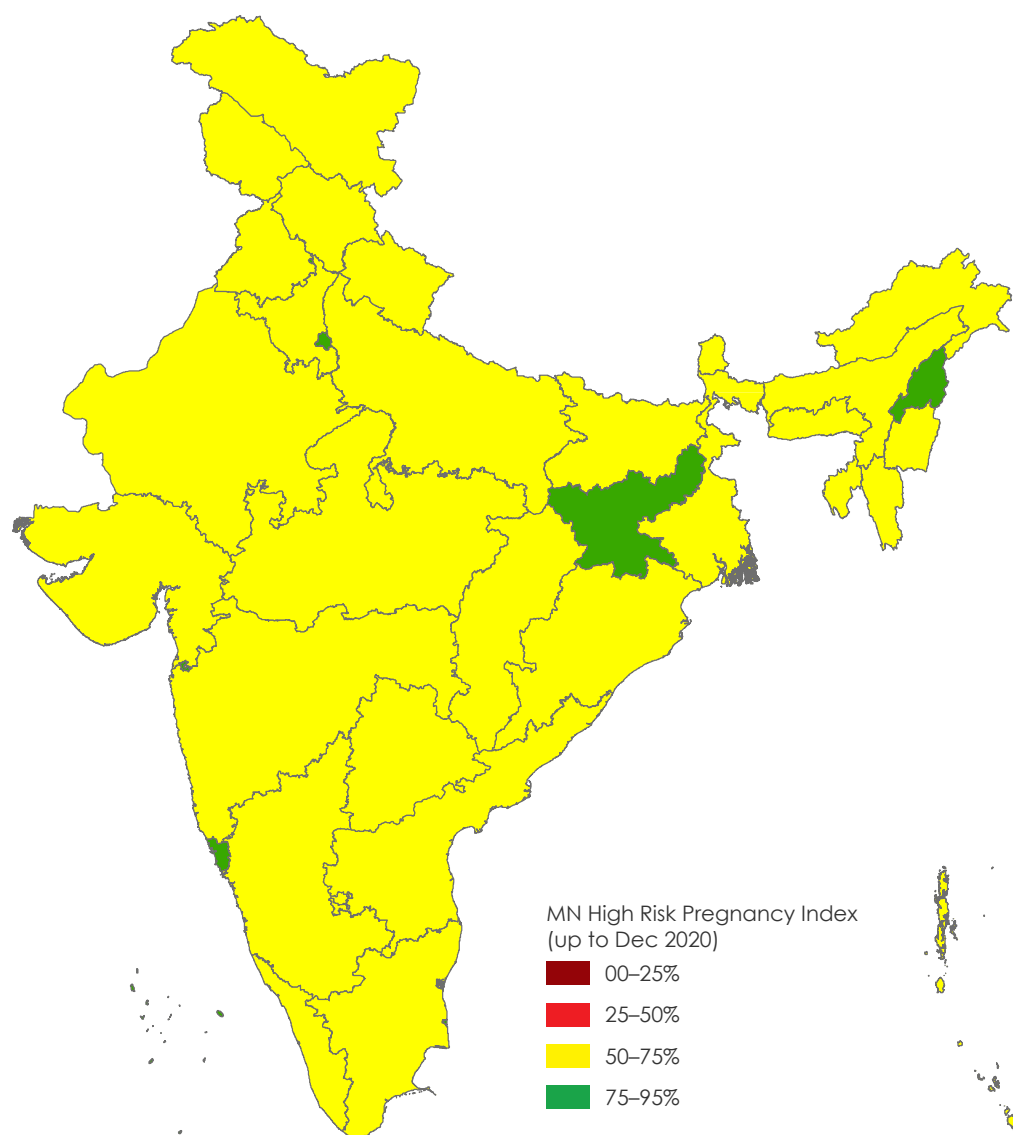 MN High Risk Pregnancy Index
(up to Dec 2020)
00–25%
25–50%
50–75%
75–95%